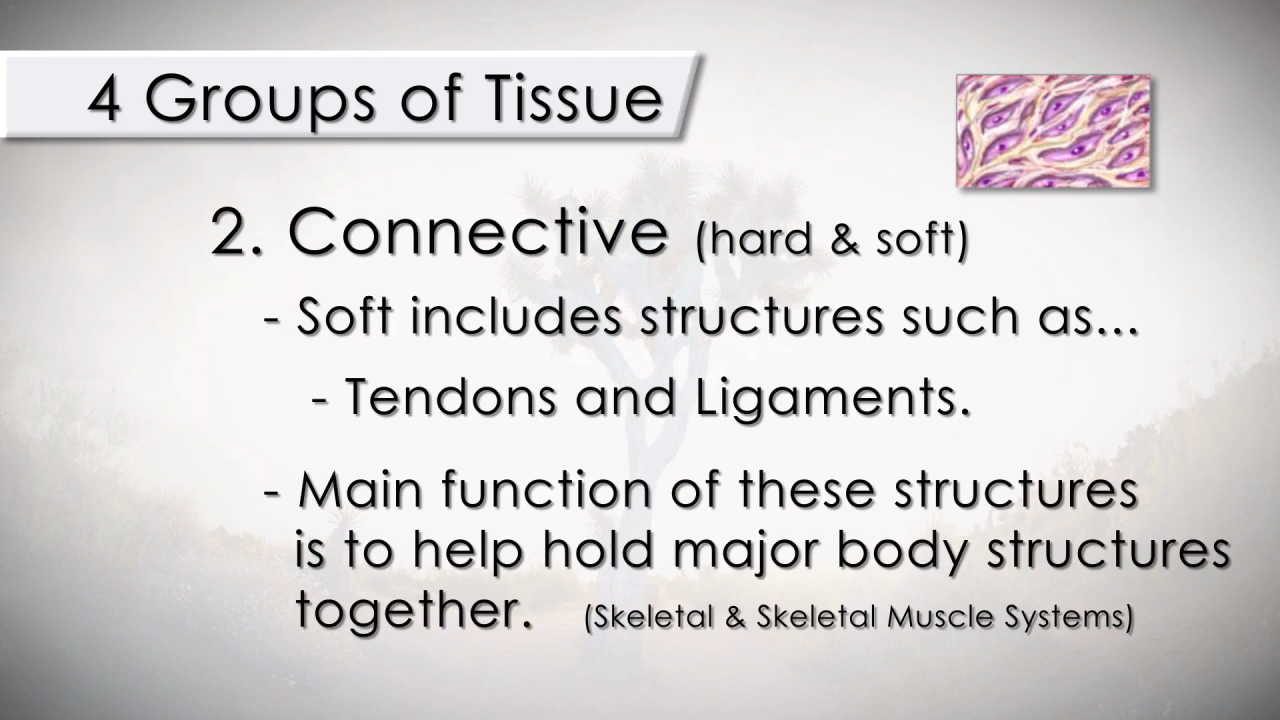 4 Groups of Tissue
2. Connective (hard & soft)
- Soft includes structures such as...
- Tendons and Ligaments.
- Main function of these structures
is to help hold major body structures
together. (Skeletal & Skeletal Muscle Systems)